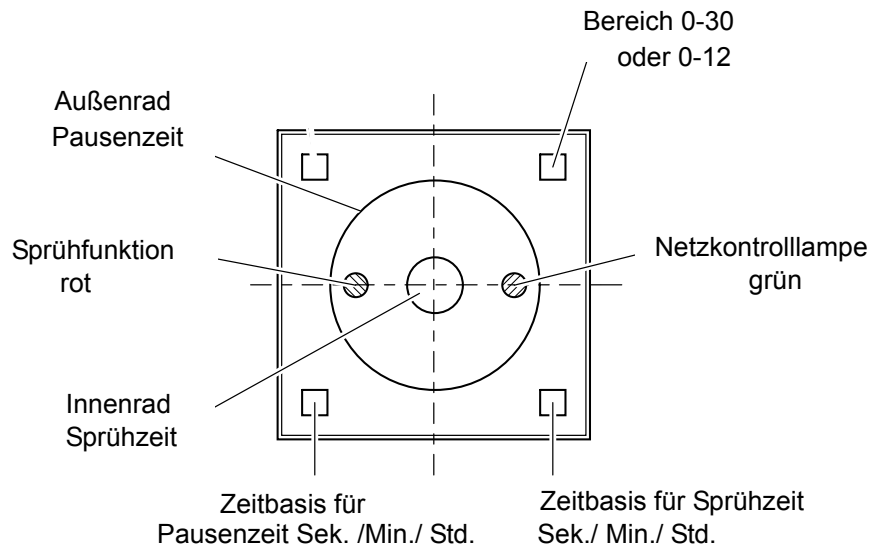 Bereich 0-30
oder 0-12
Außenrad
Pausenzeit
Sprühfunktion
rot
Netzkontrolllampe
grün
Innenrad
Sprühzeit
Zeitbasis für
Pausenzeit Sek. /Min./ Std.
Zeitbasis für Sprühzeit
Sek./ Min./ Std.